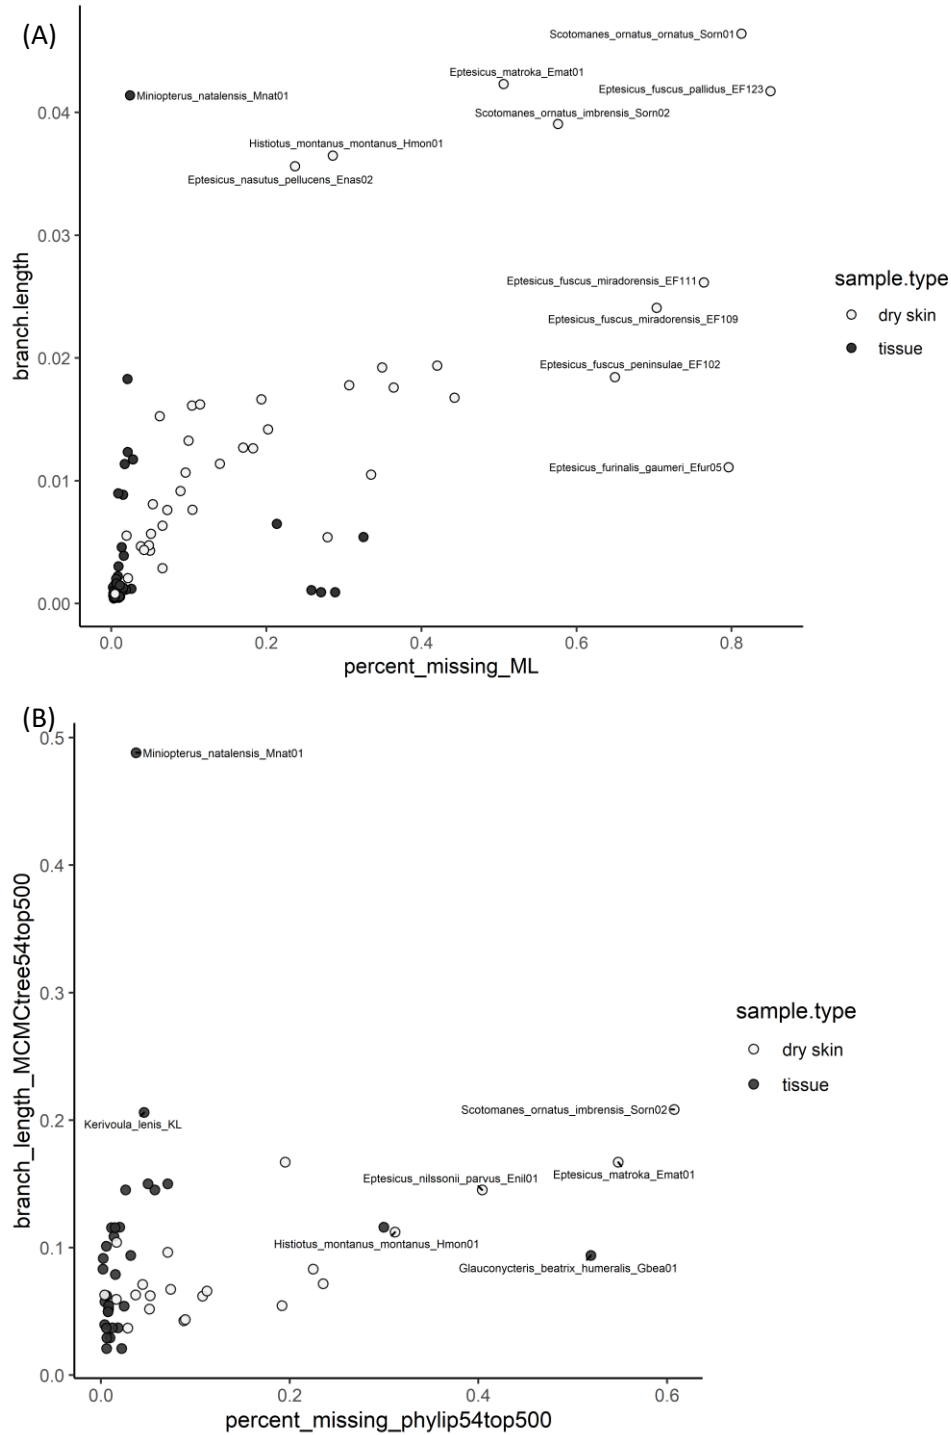 (A)
Scotomanes_ornatus_ornatus_Sorn01
Eptesicus_matroka_Emat01
Eptesicus_fuscus_pallidus_EF123
Miniopterus_natalensis_Mnat01
Scotomanes_ornatus_imbrensis_Sorn02
0.04
Histiotus_montanus_montanus_Hmon01
Eptesicus_nasutus_pellucens_Enas02
0.03
Eptesicus_fuscus_miradorensis_EF111
Eptesicus_fuscus_miradorensis_EF109
Eptesicus_fuscus_peninsulae_EF102
0.02
Eptesicus_furinalis_gaumeri_Efur05
0.01
0.00
branch.length
0.0 0.2 0.4 0.6 0.8
percent_missing_ML
sample.type
dry skin
tissue
(B)
0.5
Miniopterus_natalensis_Mnat01
0.4
0.3
0.2
Kerivoula_lenis_KL
Scotomanes_ornatus_imbrensis_Sorn02
Eptesicus_nilssonii_parvus_Enil01
Eptesicus_matroka_Emat01
Histiotus_montanus_montanus_Hmon01
Glauconycteris_beatrix_humeralis_Gbea01
0.1
0.0
branch_length_MCMCtree54top500
0.0 0.2 0.4 0.6
percent_missing_phylip54top500
sample.type
dry skin
tissue